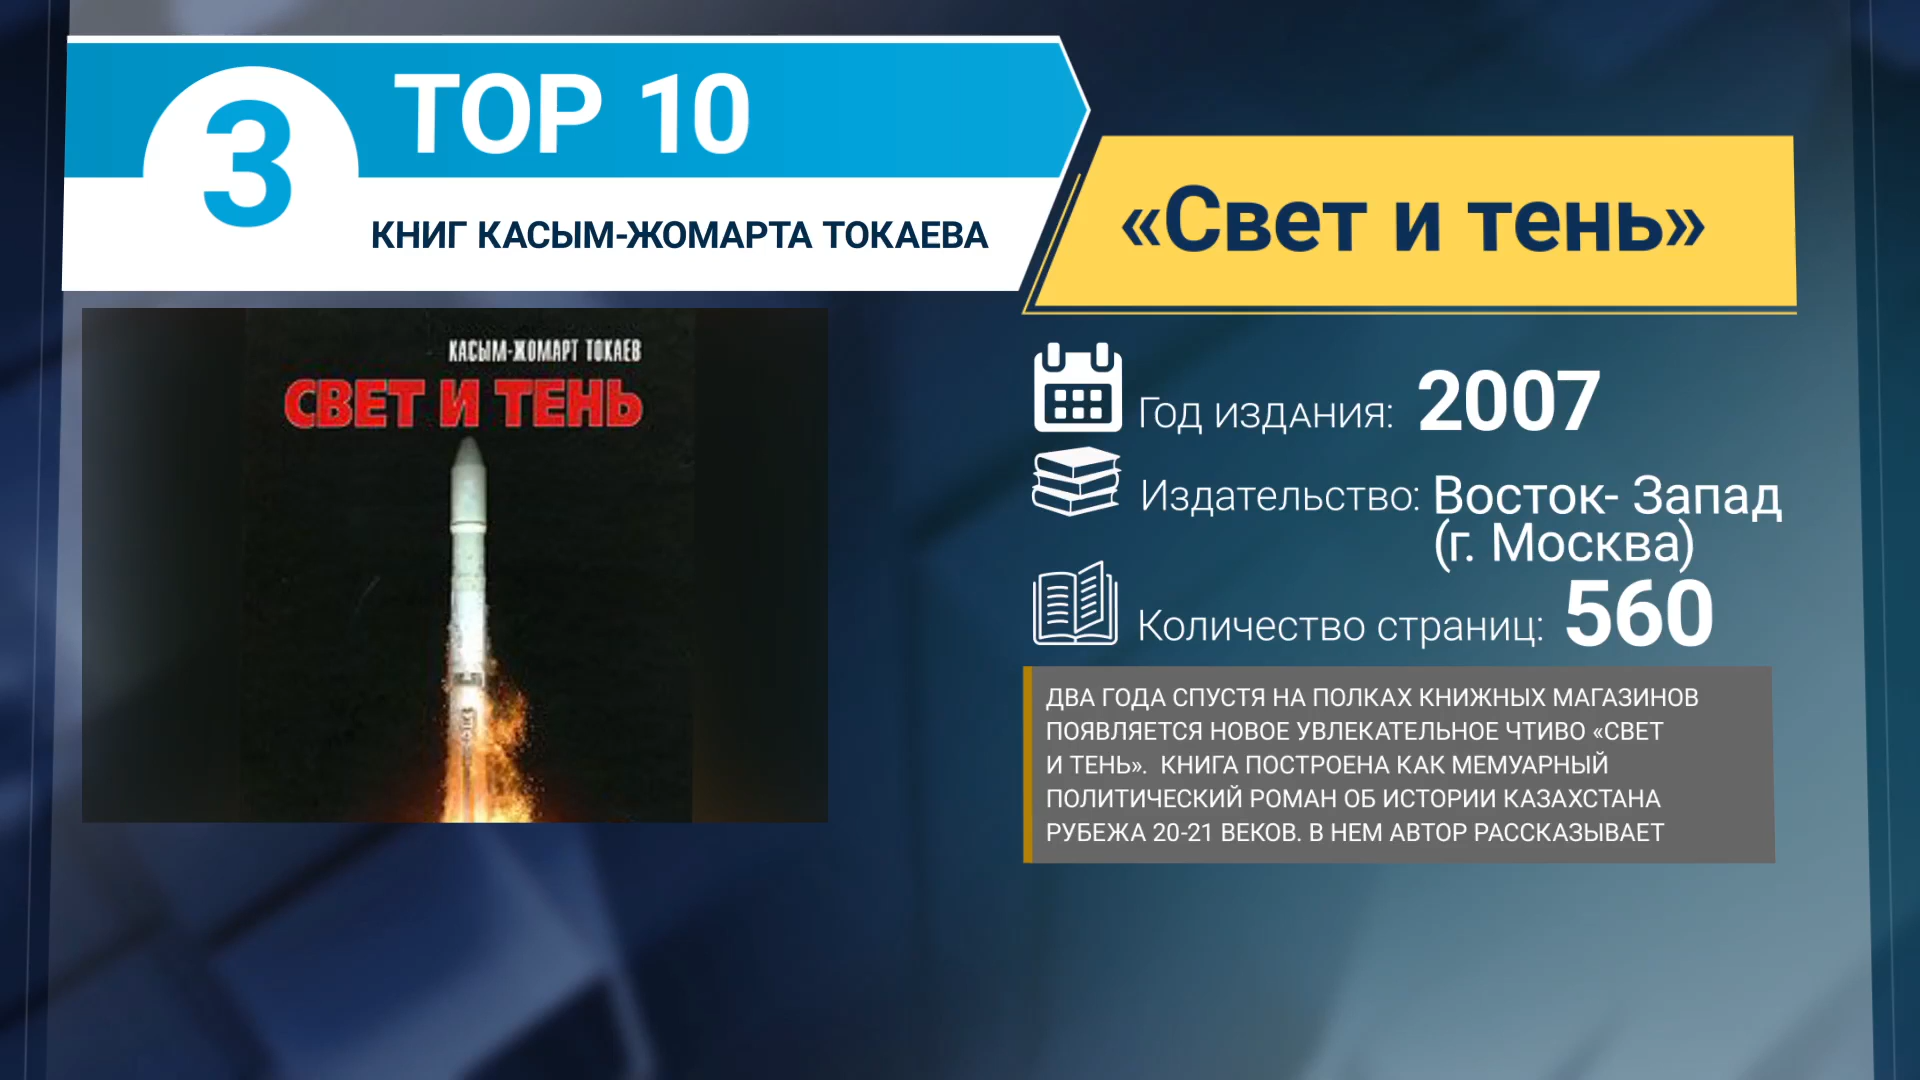 3
TOP 10
КНИГ КАСЫМ-ЖОМАРТА ТОКАЕВА
«Свет и тень»
КАСЫМ-ЖОМАРТ ТОКАЕВ
СВЕТ И ТЕНЬ
Год издания: 2007
Издательство: Восток- Запад
(г. Москва)
Количество страниц: 560
ДВА ГОДА СПУСТЯ НА ПОЛКАХ КНИЖНЫХ МАГАЗИНОВ
ПОЯВЛЯЕТСЯ НОВОЕ УВЛЕКАТЕЛЬНОЕ ЧТИВО «СВЕТ
И ТЕНЬ». КНИГА ПОСТРОЕНА КАК МЕМУАРНЫЙ
ПОЛИТИЧЕСКИЙ РОМАН ОБ ИСТОРИИ КАЗАХСТАНА
РУБЕЖА 20-21 ВЕКОВ. В НЕМ АВТОР РАССКАЗЫВАЕТ